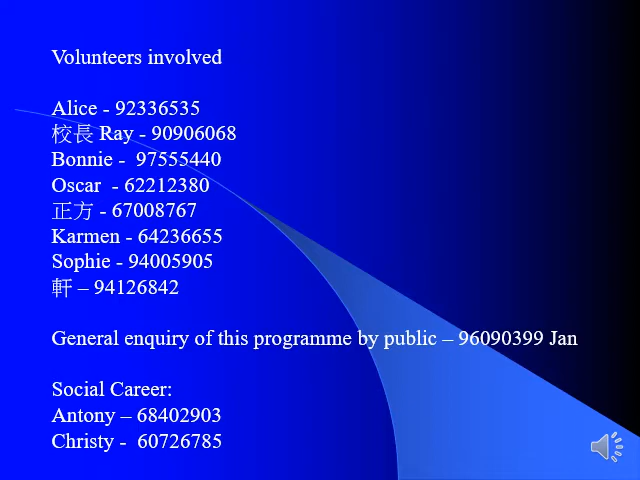 Volunteers involved
Alice - 92336535
校長 Ray - 90906068
Bonnie -  97555440
Oscar  - 62212380
正方 - 67008767
Karmen - 64236655
Sophie - 94005905
軒 – 94126842
General enquiry of this programme by public – 96090399 Jan
Social Career:
Antony – 68402903
Christy -  60726785